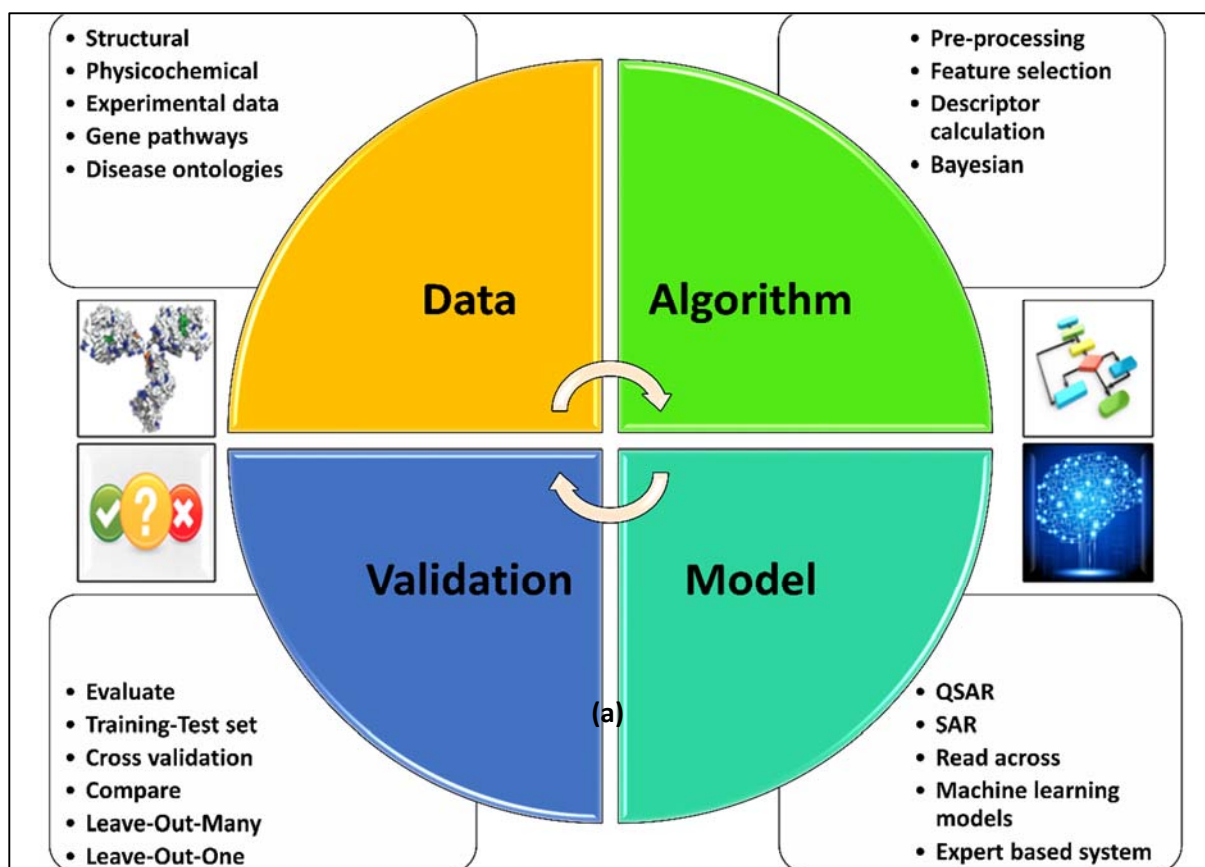 • Structural
• Physicochemical
• Experimental data
• Gene pathways
• Disease ontologies
• Pre-processing
• Feature selection
• Descriptor
calculation
• Bayesian
Data
Algorithm
?
Validation
Model
(a)
• Evaluate
• Training-Test set
• Cross validation
• Compare
• Leave-Out-Many
• Leave-Out-One
• QSAR
• SAR
• Read across
• Machine learning
models
• Expert based system